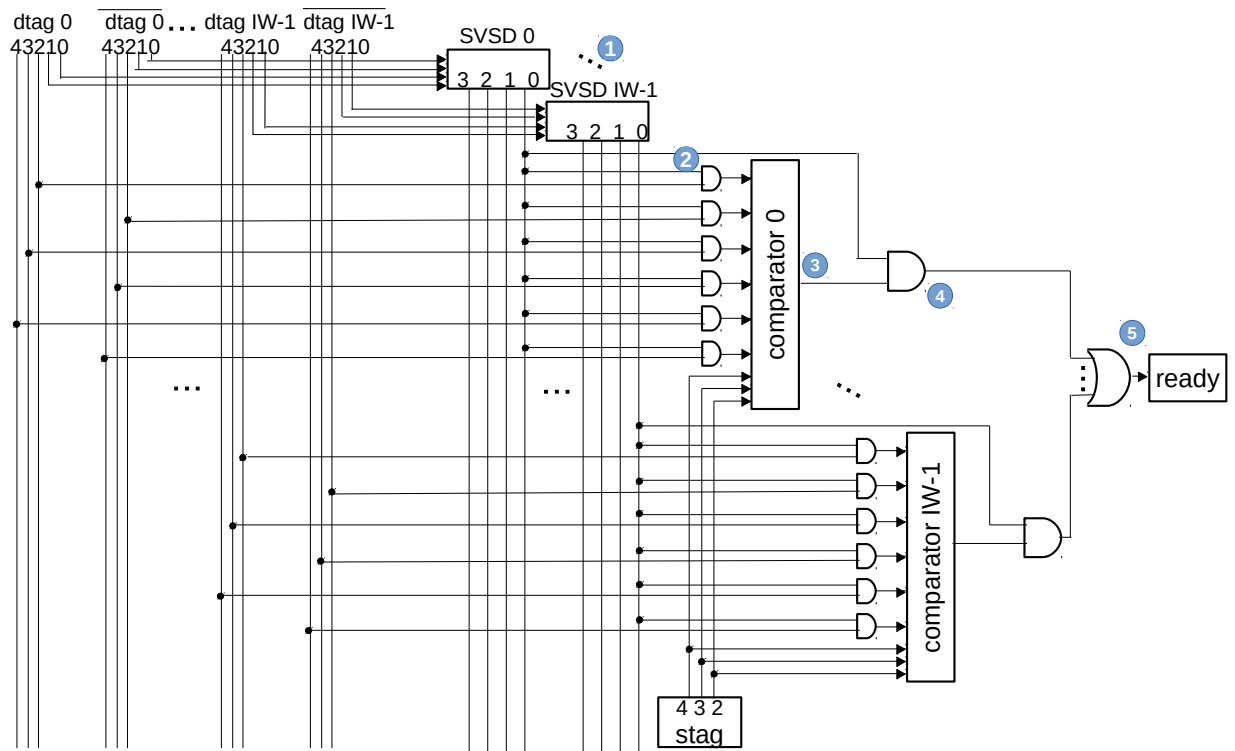 dtag 0 dtag 0 ... dtag IW-1 dtag IW-1
43210 43210 43210 43210
SVSD 0
3 2 1 0
... 1
SVSD IW-1
3 2 1 0
2
comparator 0
3
4
5
ready
... ... ...
comparator IW-1
4 3 2
stag